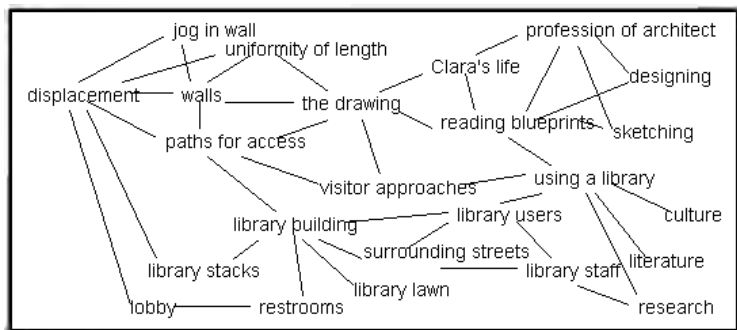 jog in wall
profession of architect
uniformity of length
Clara's life
designing
displacement
walls
the drawing
reading blueprints
sketching
paths for access
visitor approaches
using a library
culture
library building
library users
surrounding streets
literature
library stacks
library staff
library lawn
lobby
restrooms
research